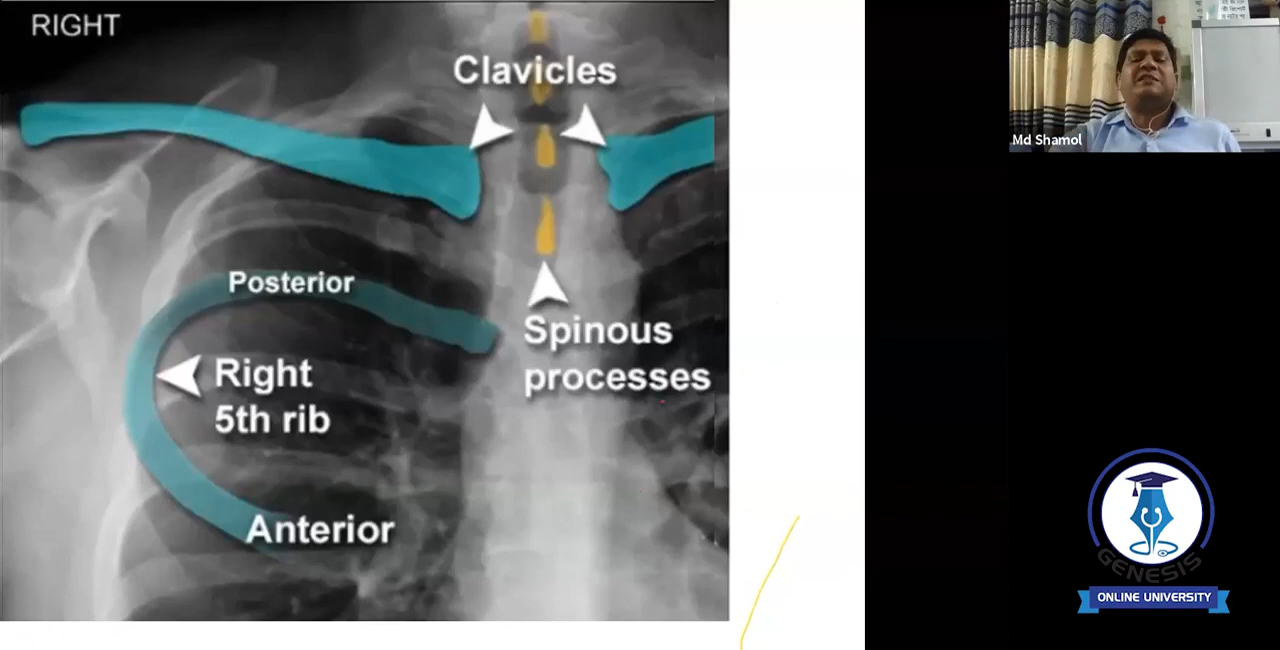 RIGHT
Clavicles
Posterior
Spinous
processes
Right
5th rib
Anterior
Md Shamol
GENESIS
ONLINE UNIVERSITY